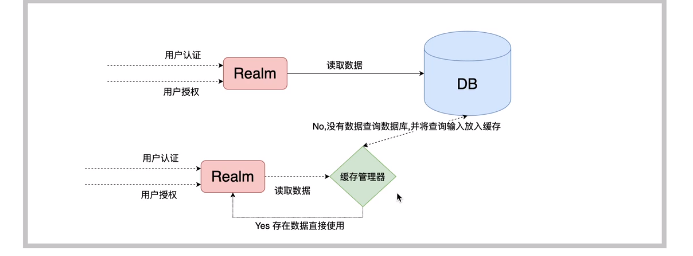 用户认证
读取数据
Realm
DB
用户授权
No,没有数据查询数据库,并将查询输入放入缓存
用户认证
Realm
缓存管理器
读取数据
用户授权
Yes 存在数据直接使用